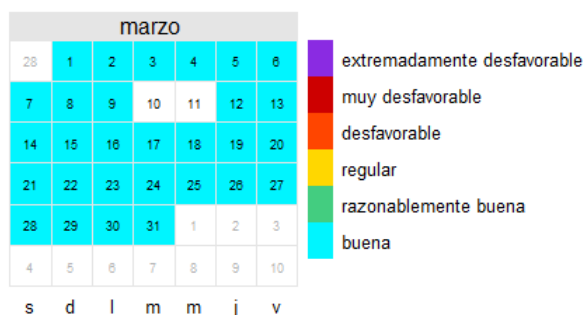 marzo
28 1 2 3 4 5 6
7 8 9 10 11 12 13
14 15 16 17 18 19 20
21 22 23 24 25 26 27
28 29 30 31 1 2 3
4 5 6 7 8 9 10
s d l m m j v
extremadamente desfavorable
muy desfavorable
desfavorable
regular
razonablemente buena
buena